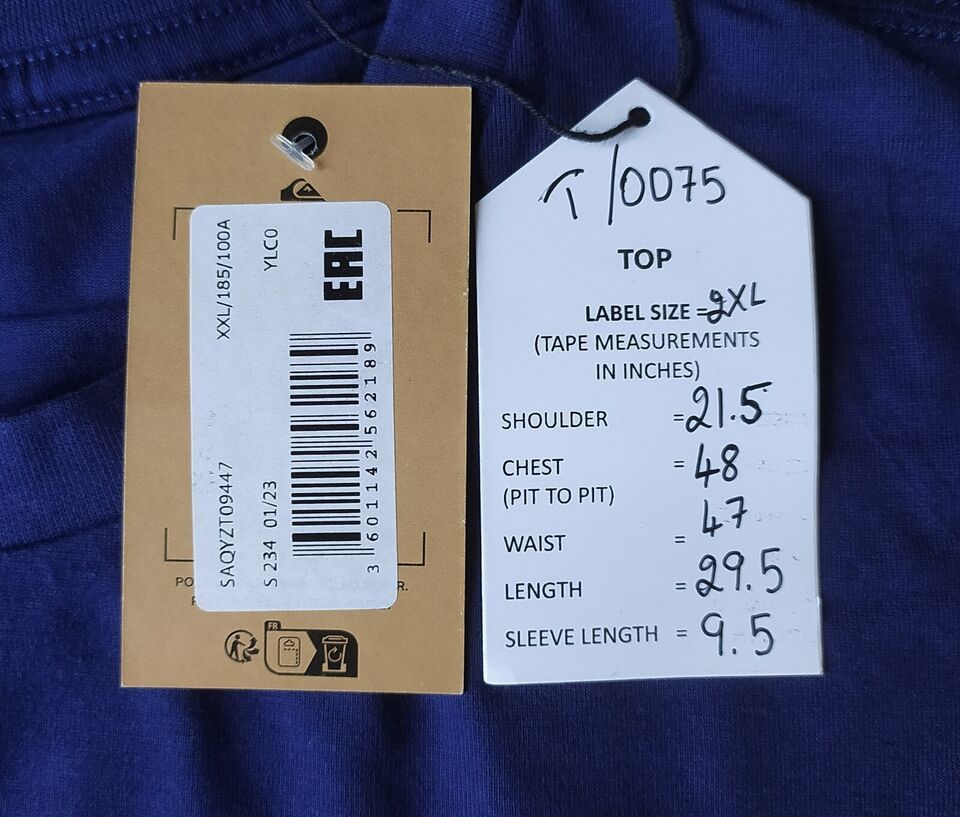 XXL/185/100A
YLC0
EAC
SAQYZT09447
S 234 01/23
3 601142 562189
PO
R.
FR
T/0075
TOP
LABEL SIZE = 2XL
(TAPE MEASUREMENTS
IN INCHES)
SHOULDER = 21.5
CHEST = 48
(PIT TO PIT)
WAIST = 47
LENGTH = 29.5
SLEEVE LENGTH = 9.5